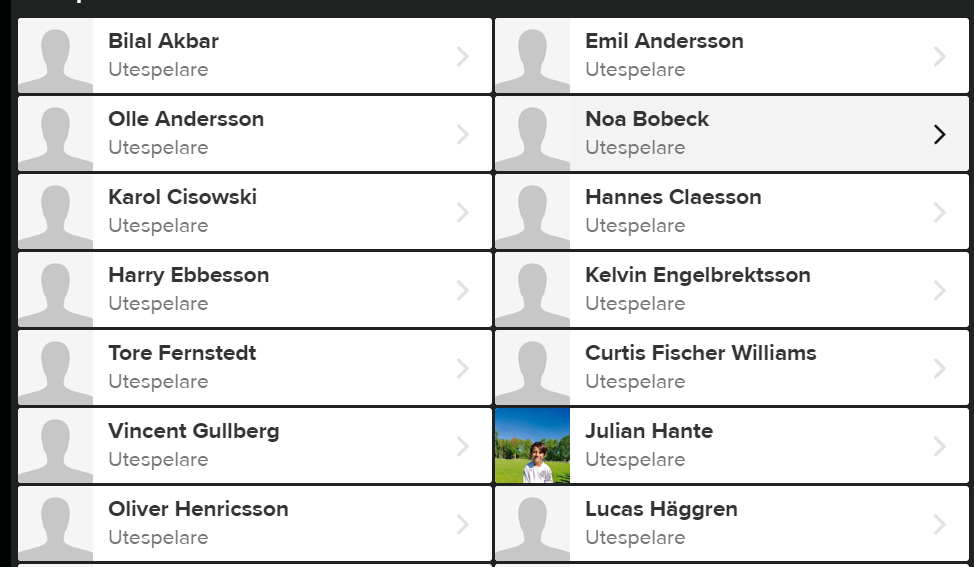 Bilal Akbar
Utespelare
Emil Andersson
Utespelare
Olle Andersson
Utespelare
Noa Bobeck
Utespelare
Karol Cisowski
Utespelare
Hannes Claesson
Utespelare
Harry Ebbesson
Utespelare
Kelvin Engelbrektsson
Utespelare
Tore Fernstedt
Utespelare
Curtis Fischer Williams
Utespelare
Vincent Gullberg
Utespelare
Julian Hante
Utespelare
Oliver Henricsson
Utespelare
Lucas Häggren
Utespelare